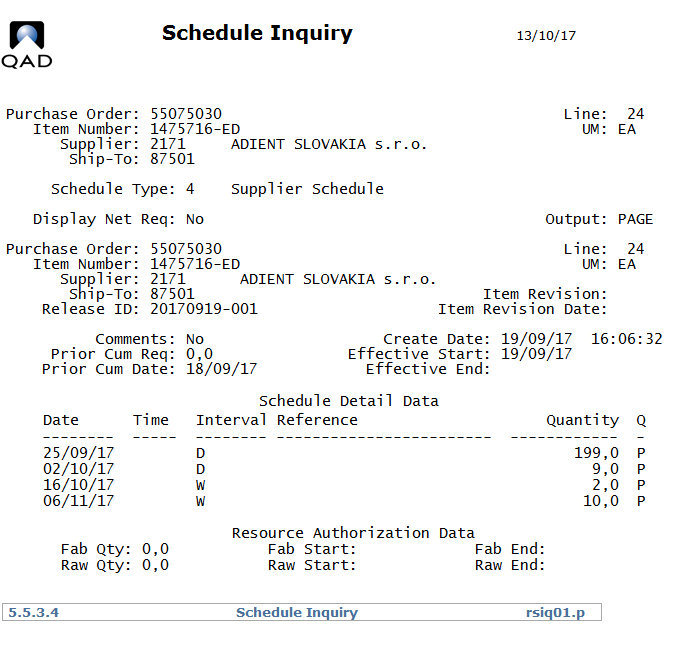 Schedule Inquiry 13/10/17
QAD
Purchase Order: 55075030 Line: 24
Item Number: 1475716-ED UM: EA
Supplier: 2171 ADIENT SLOVAKIA s.r.o.
Ship-To: 87501
Schedule Type: 4 Supplier Schedule
Display Net Req: No Output: PAGE
Purchase Order: 55075030 Line: 24
Item Number: 1475716-ED UM: EA
Supplier: 2171 ADIENT SLOVAKIA s.r.o.
Ship-To: 87501 Item Revision:
Release ID: 20170919-001 Item Revision Date:
Comments: No Create Date: 19/09/17 16:06:32
Prior Cum Req: 0,0 Effective Start: 19/09/17
Prior Cum Date: 18/09/17 Effective End:
Schedule Detail Data
Date Time Interval Reference Quantity Q
-------- ----- -------- ------------------------ ------------ -
25/09/17 D 199,0 P
02/10/17 D 9,0 P
16/10/17 W 2,0 P
06/11/17 W 10,0 P
Resource Authorization Data
Fab Qty: 0,0 Fab Start: Fab End:
Raw Qty: 0,0 Raw Start: Raw End:
5.5.3.4 Schedule Inquiry rsiq01.p